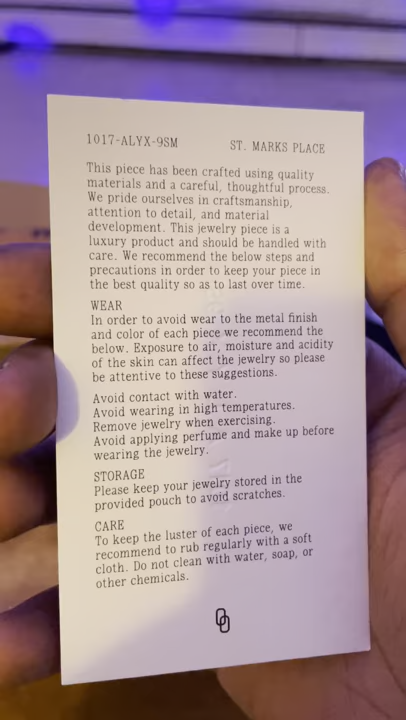 1017-ALYX-9SM ST. MARKS PLACE
This piece has been crafted using quality
materials and a careful, thoughtful process.
We pride ourselves in craftsmanship,
attention to detail, and material
development. This jewelry piece is a
luxury product and should be handled with
care. We recommend the below steps and
precautions in order to keep your piece in
the best quality so as to last over time.
WEAR
In order to avoid wear to the metal finish
and color of each piece we recommend the
below. Exposure to air, moisture and acidity
of the skin can affect the jewelry so please
be attentive to these suggestions.
Avoid contact with water.
Avoid wearing in high temperatures.
Remove jewelry when exercising.
Avoid applying perfume and make up before
wearing the jewelry.
STORAGE
Please keep your jewelry stored in the
provided pouch to avoid scratches.
CARE
To keep the luster of each piece, we
recommend to rub regularly with a soft
cloth. Do not clean with water, soap, or
other chemicals.